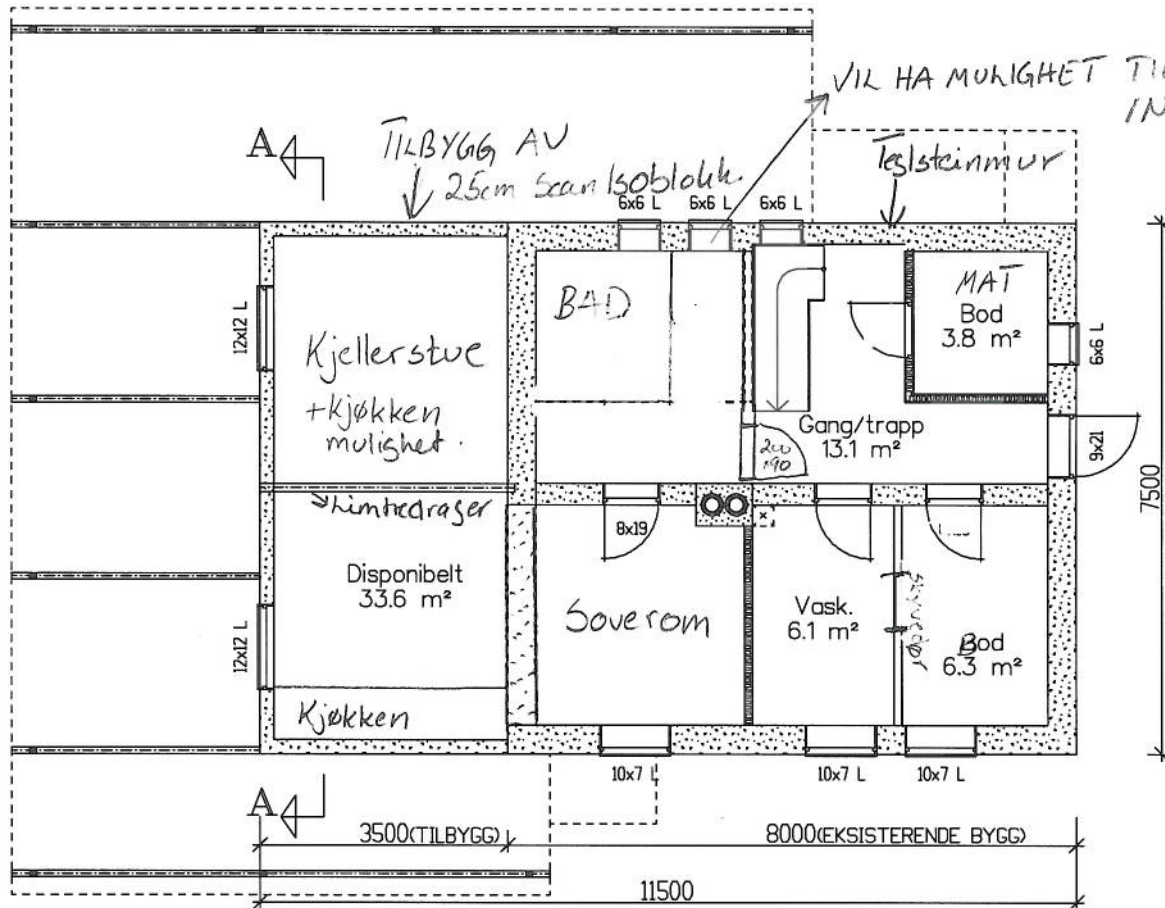 VIL HA MULIGHET
TILBYGG AV
25cm Scan Isoblokk.
Teglsteinmur
A
6x6 L
6x6 L
6x6 L
12x12 L
BAD
MAT
Bod
3.8 m²
6x6 L
Kjellerstue
+kjøkken
mulighet.
Gang/trapp
13.1 m²
200
x90
9x21
7500
Limtredrager
8x19
Disponibelt
33.6 m²
Soverom
Vask.
6.1 m²
skyvedør
Bod
6.3 m²
12x12 L
Kjøkken
10x7 L
10x7 L
10x7 L
A
3500(TILBYGG)
8000(EKSISTERENDE BYGG)
11500